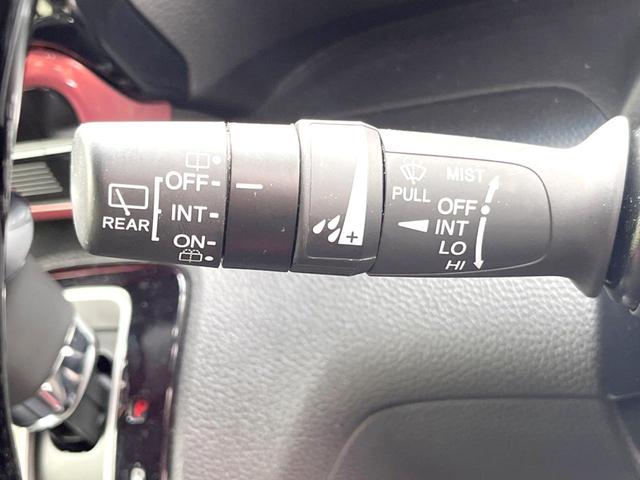 OFF
INT
ON
REAR
+
PULL
MIST
OFF
INT
LO
HI